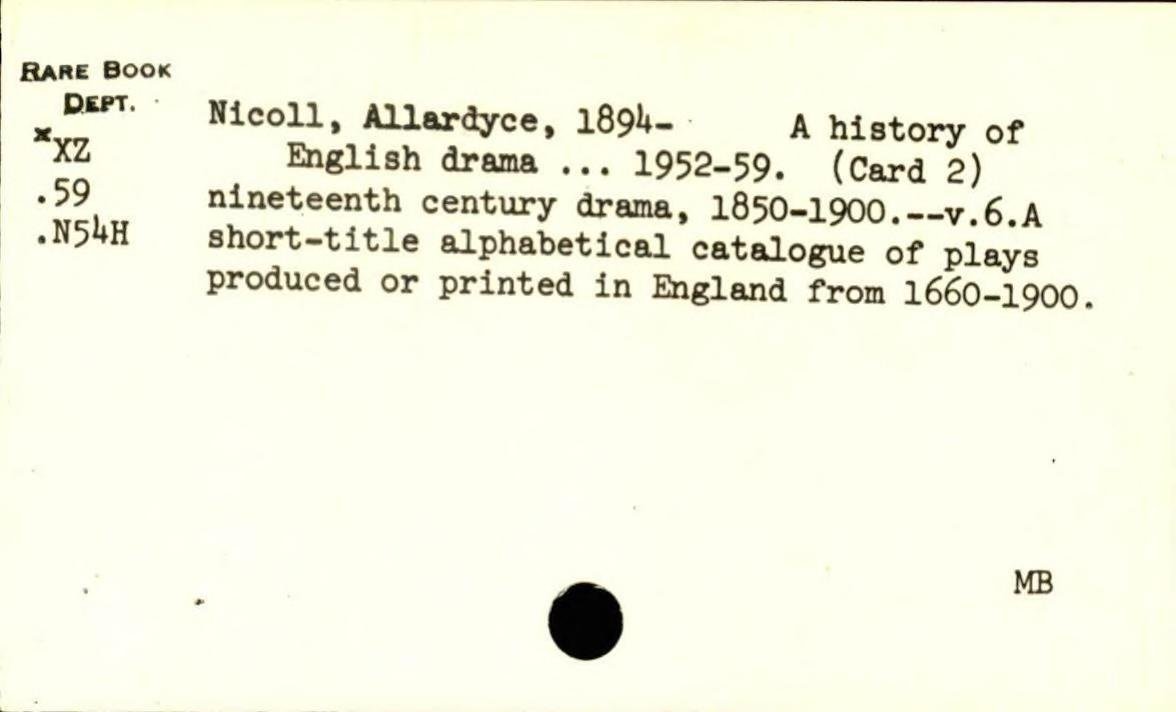 RARE BOOK
DEPT.
*XZ
.59
.N54H
Nicoll, Allardyce, 1894- A history of
English drama ... 1952-59. (Card 2)
nineteenth century drama, 1850-1900.--v.6.A
short-title alphabetical catalogue of plays
produced or printed in England from 1660-1900.
MB